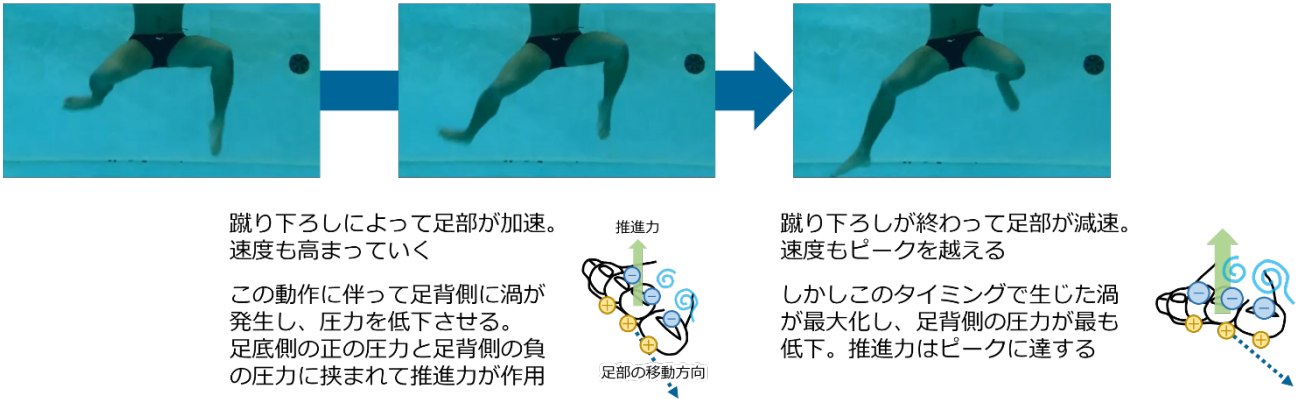 蹴り下ろしによって足部が加速。
速度も高まっていく
この動作に伴って足背側に渦が
発生し、圧力を低下させる。
足底側の正の圧力と足背側の負
の圧力に挟まれて推進力が作用
推進力
足部の移動方向
蹴り下ろしが終わって足部が減速。
速度もピークを越える
しかしこのタイミングで生じた渦
が最大化し、足背側の圧力が最も
低下。推進力はピークに達する